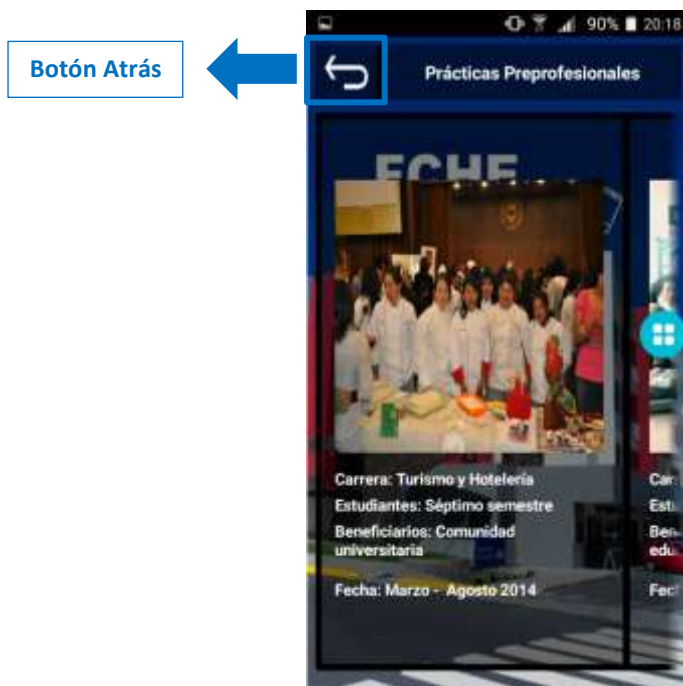 90% 20:18
Botón Atrás
Prácticas Preprofesionales
FCHE
Carrera: Turismo y Hotelería
Estudiantes: Séptimo semestre
Beneficiarios: Comunidad
universitaria
Fecha: Marzo - Agosto 2014